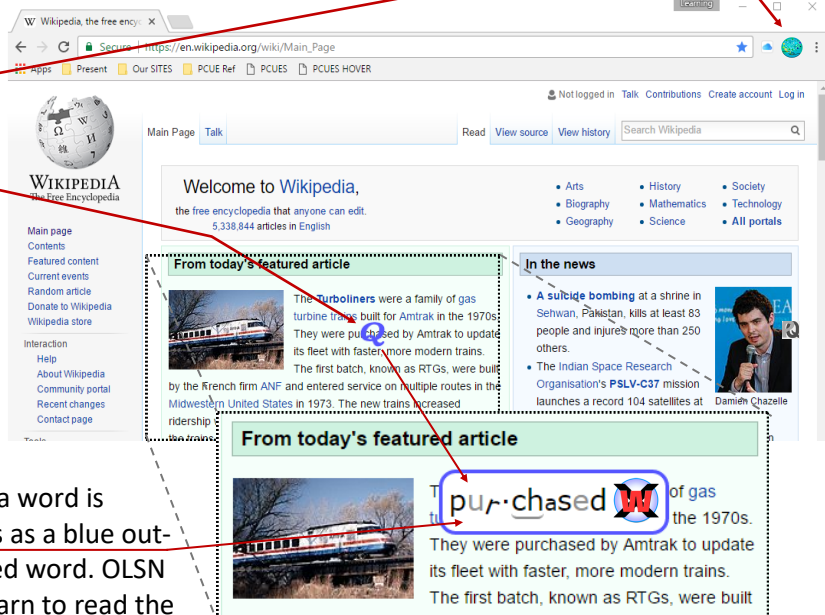 Learning
W Wikipedia, the free ency
Secure https://en.wikipedia.org/wiki/Main_Page
Apps Present Our SITES PCUE Ref PCUES PCUES HOVER
Not logged in Talk Contributions Create account Log in
Main Page Talk Read View source View history Search Wikipedia
WIKIPEDIA
The Free Encyclopedia
Main page
Contents
Featured content
Current events
Random article
Donate to Wikipedia
Wikipedia store
Interaction
Help
About Wikipedia
Community portal
Recent changes
Contact page
Tools
Welcome to Wikipedia,
the free encyclopedia that anyone can edit.
5,338,844 articles in English
• Arts
• Biography
• Geography
• History
• Mathematics
• Science
• Society
• Technology
• All portals
From today's featured article
The Turboliners were a family of gas
turbine trains built for Amtrak in the 1970s.
They were purchased by Amtrak to update
its fleet with faster, more modern trains.
The first batch, known as RTGs, were built
by the French firm ANF and entered service on multiple routes in the
Midwestern United States in 1973. The new trains increased
ridership
the trains
In the news
• A suicide bombing at a shrine in
Sehwan, Pakistan, kills at least 83
people and injures more than 250
others.
• The Indian Space Research
Organisation's PSLV-C37 mission
launches a record 104 satellites at
Damien Chazelle
From today's featured article
pur·chased of gas
the 1970s.
They were purchased by Amtrak to update
its fleet with faster, more modern trains.
The first batch, known as RTGs, were built
a word is
s as a blue out-
ed word. OLSN
arn to read the